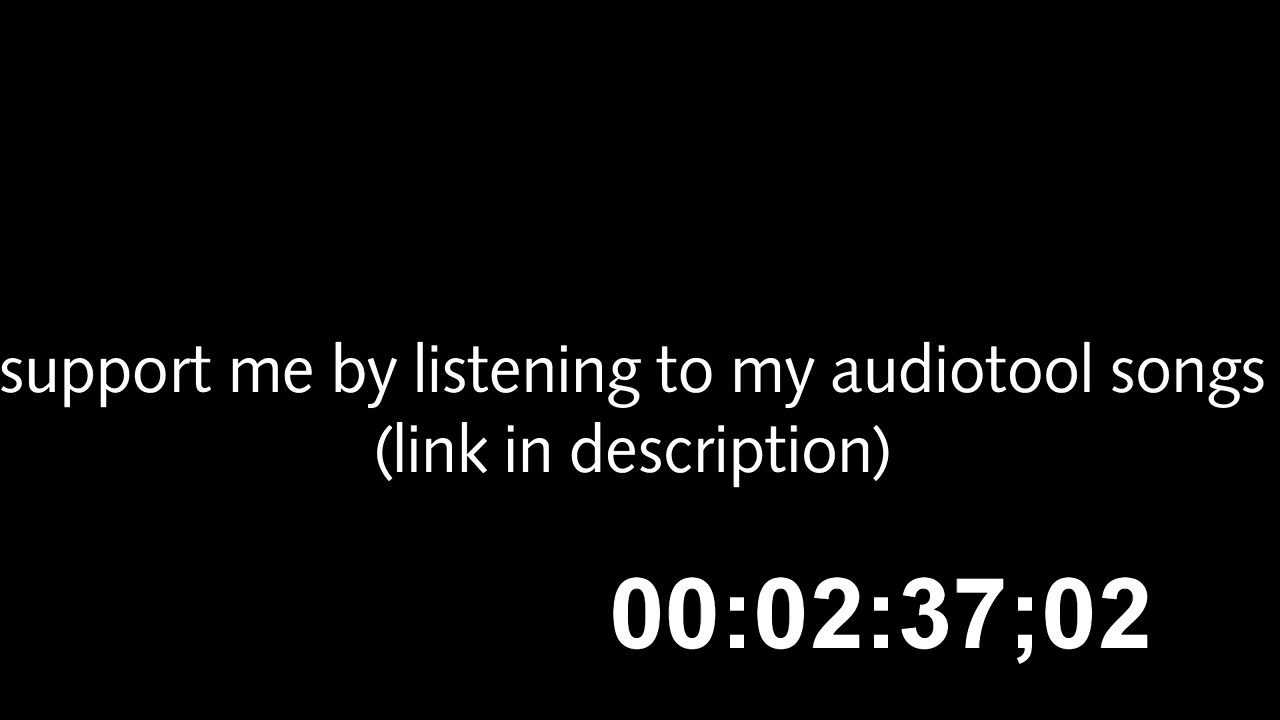 support me by listening to my audiotool songs
(link in description)
00:02:37;02